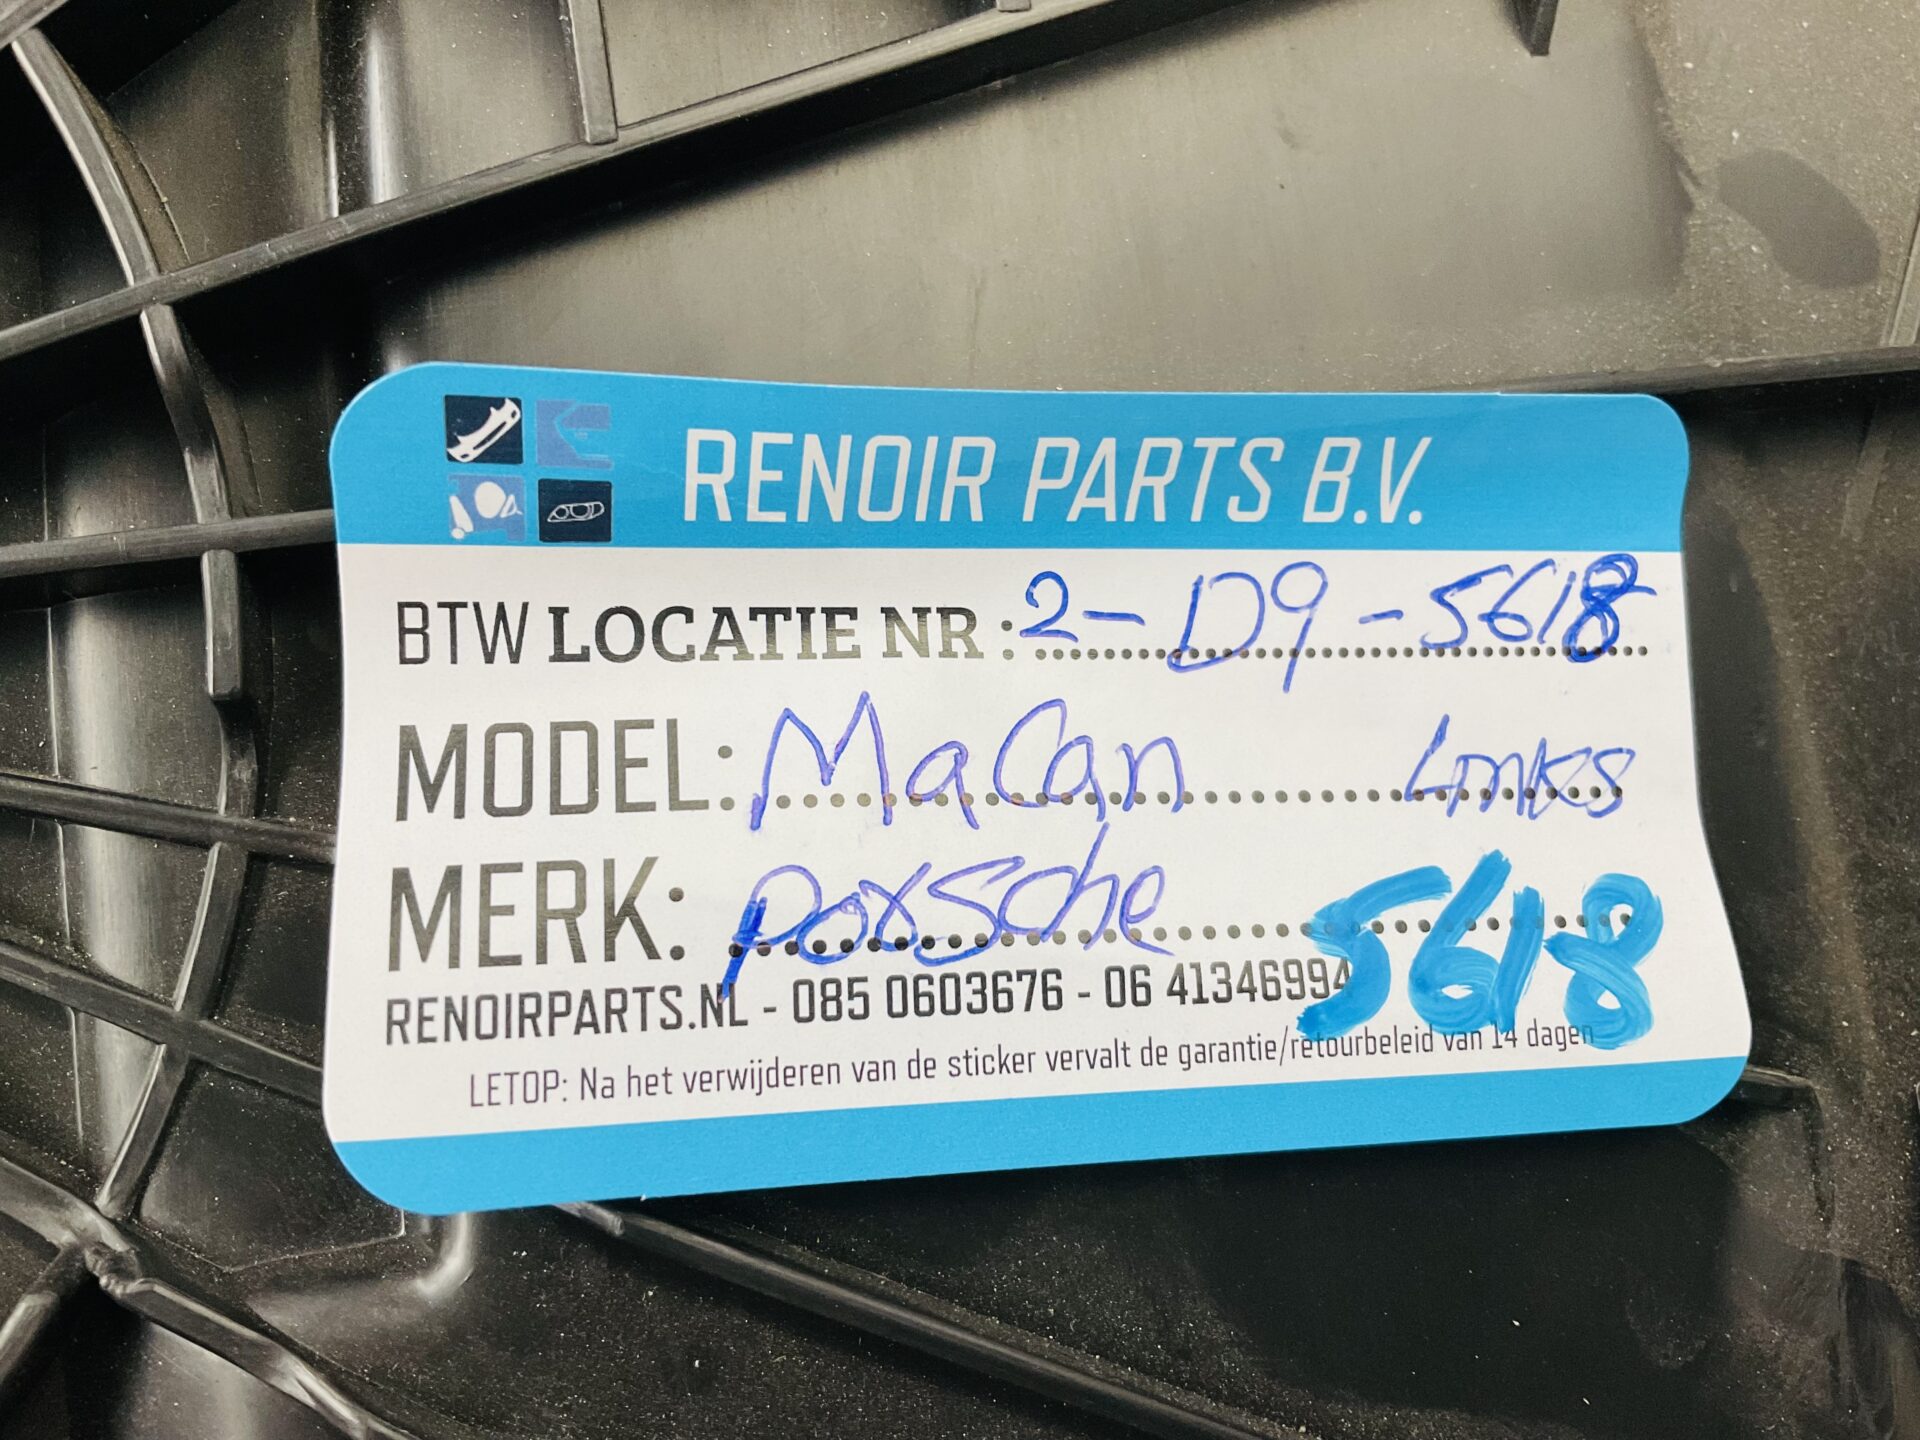 RENOIR PARTS B.V.
BTW LOCATIE NR : 2-D9-5618
MODEL: MaCan Links
MERK: porsche 5618
RENOIRPARTS.NL - 085 0603676 - 06 41346994
LETOP: Na het verwijderen van de sticker vervalt de garantie/retourbeleid van 14 dagen